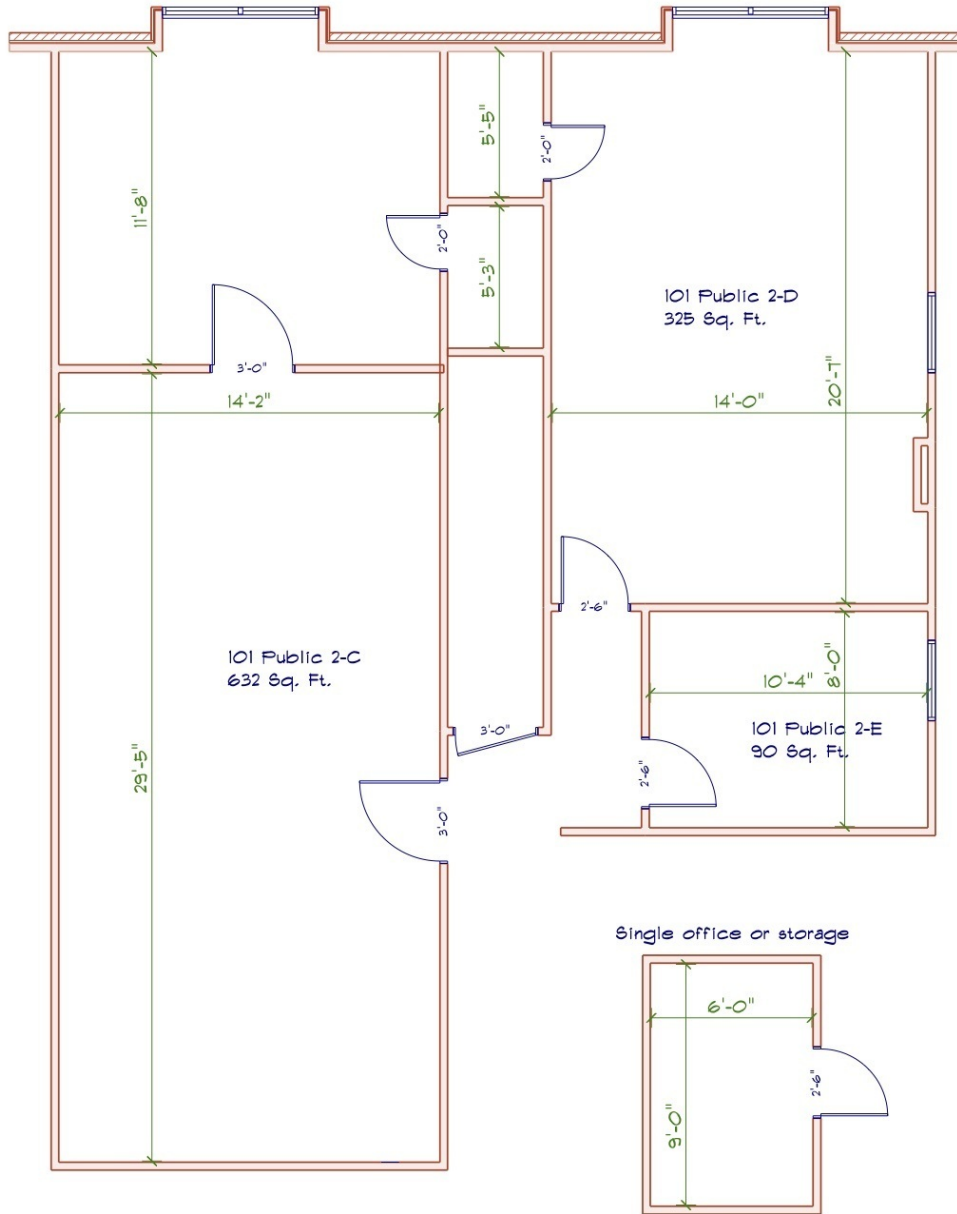 5'-5"
2'-0"
11'-8"
2'-0"
5'-3"
101 Public 2-D
325 Sq. Ft.
3'-0"
14'-2"
14'-0"
20'-7"
2'-6"
101 Public 2-C
632 Sq. Ft.
8'-0"
10'-4"
3'-0"
101 Public 2-E
90 Sq. Ft.
29'-5"
2'-6"
3'-0"
Single office or storage
6'-0"
2'-6"
9'-0"